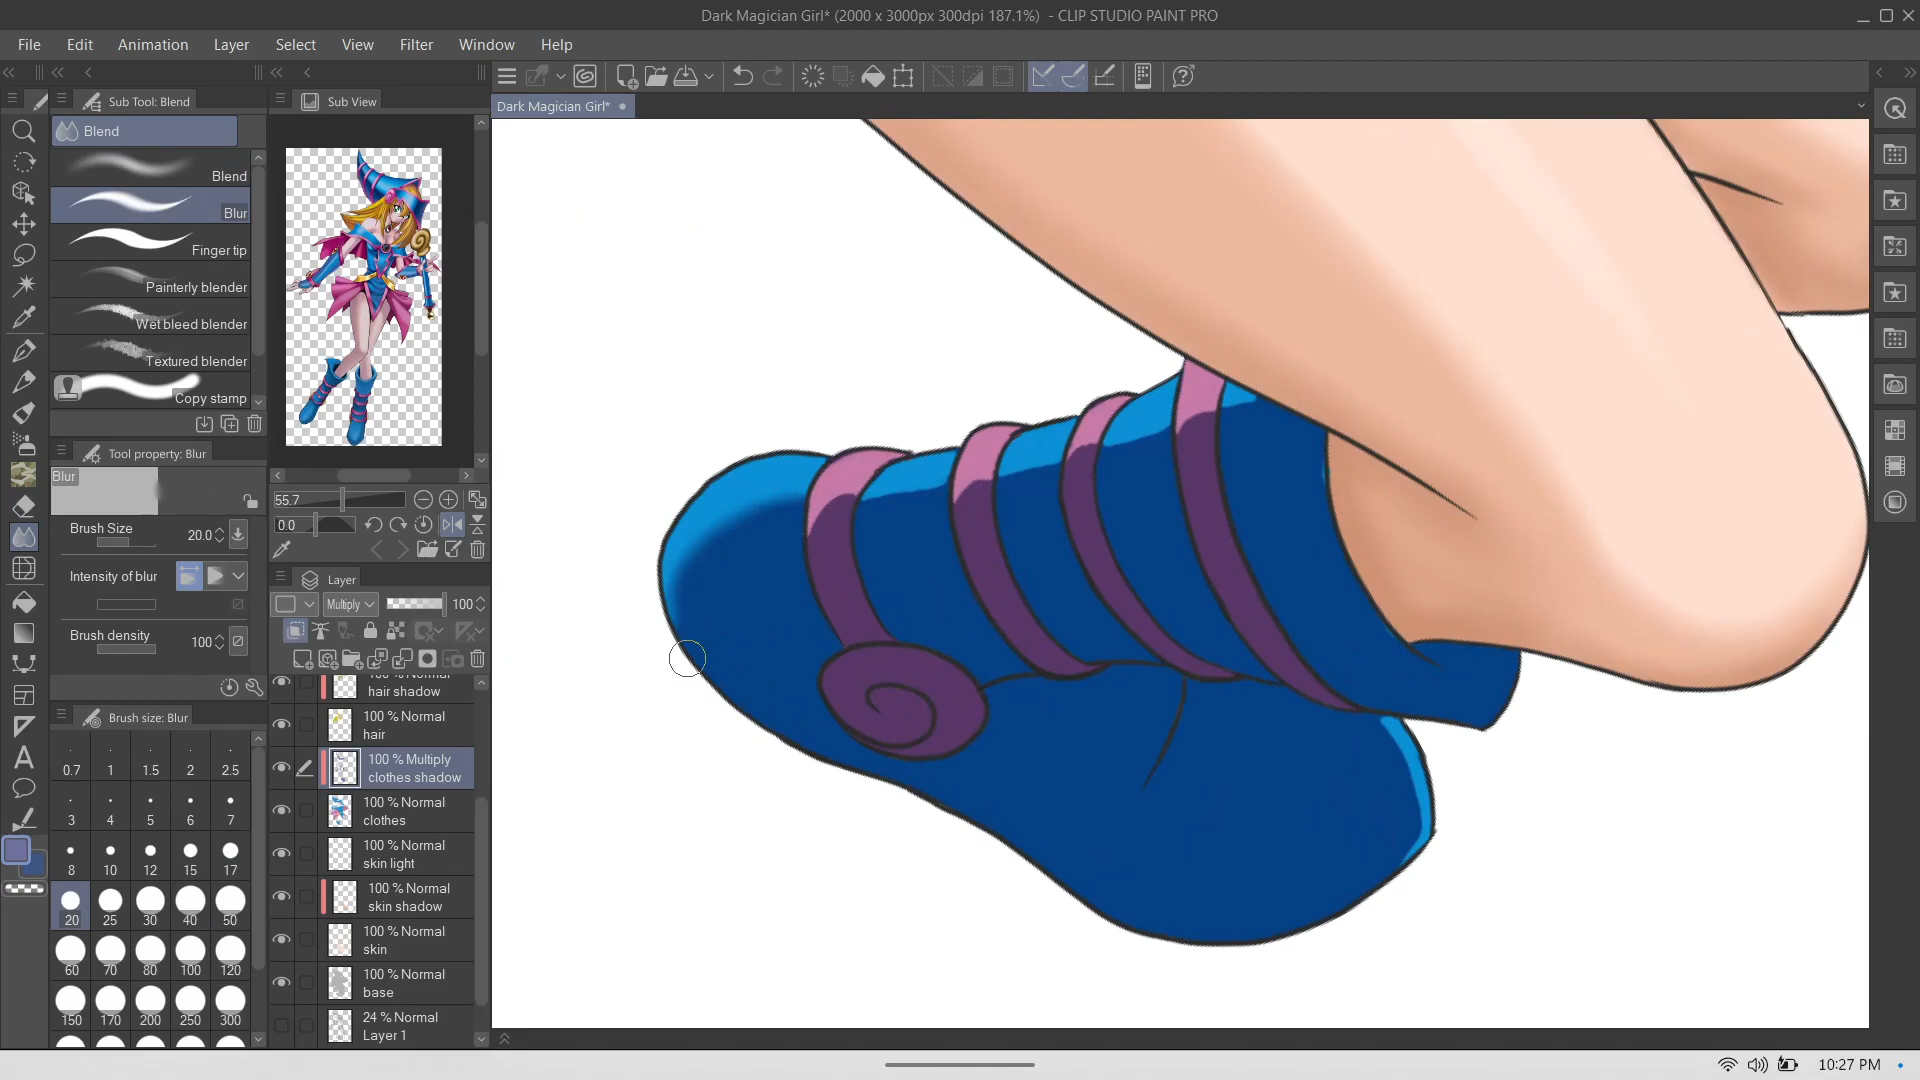 Dark Magician Girl* (2000 x 3000px 300dpi 187.1%) - CLIP STUDIO PAINT PRO
File Edit Animation Layer Select View Filter Window Help
Sub Tool: Blend
Sub View
Dark Magician Girl*
Blend
Blend
Blur
Finger tip
Painterly blender
Wet bleed blender
Textured blender
Copy stamp
Tool property: Blur
Blur
Brush Size 20.0
Intensity of blur
Brush density 100
Brush size: Blur
0.7 1 1.5 2 2.5
3 4 5 6 7
8 10 12 15 17
20 25 30 40 50
60 70 80 100 120
150 170 200 250 300
55.7
0.0
Layer
Multiply 100
100 % Normal
hair shadow
100 % Normal
hair
100 % Multiply
clothes shadow
100 % Normal
clothes
100 % Normal
skin light
100 % Normal
skin shadow
100 % Normal
skin
100 % Normal
base
24 % Normal
Layer 1
10:27 PM